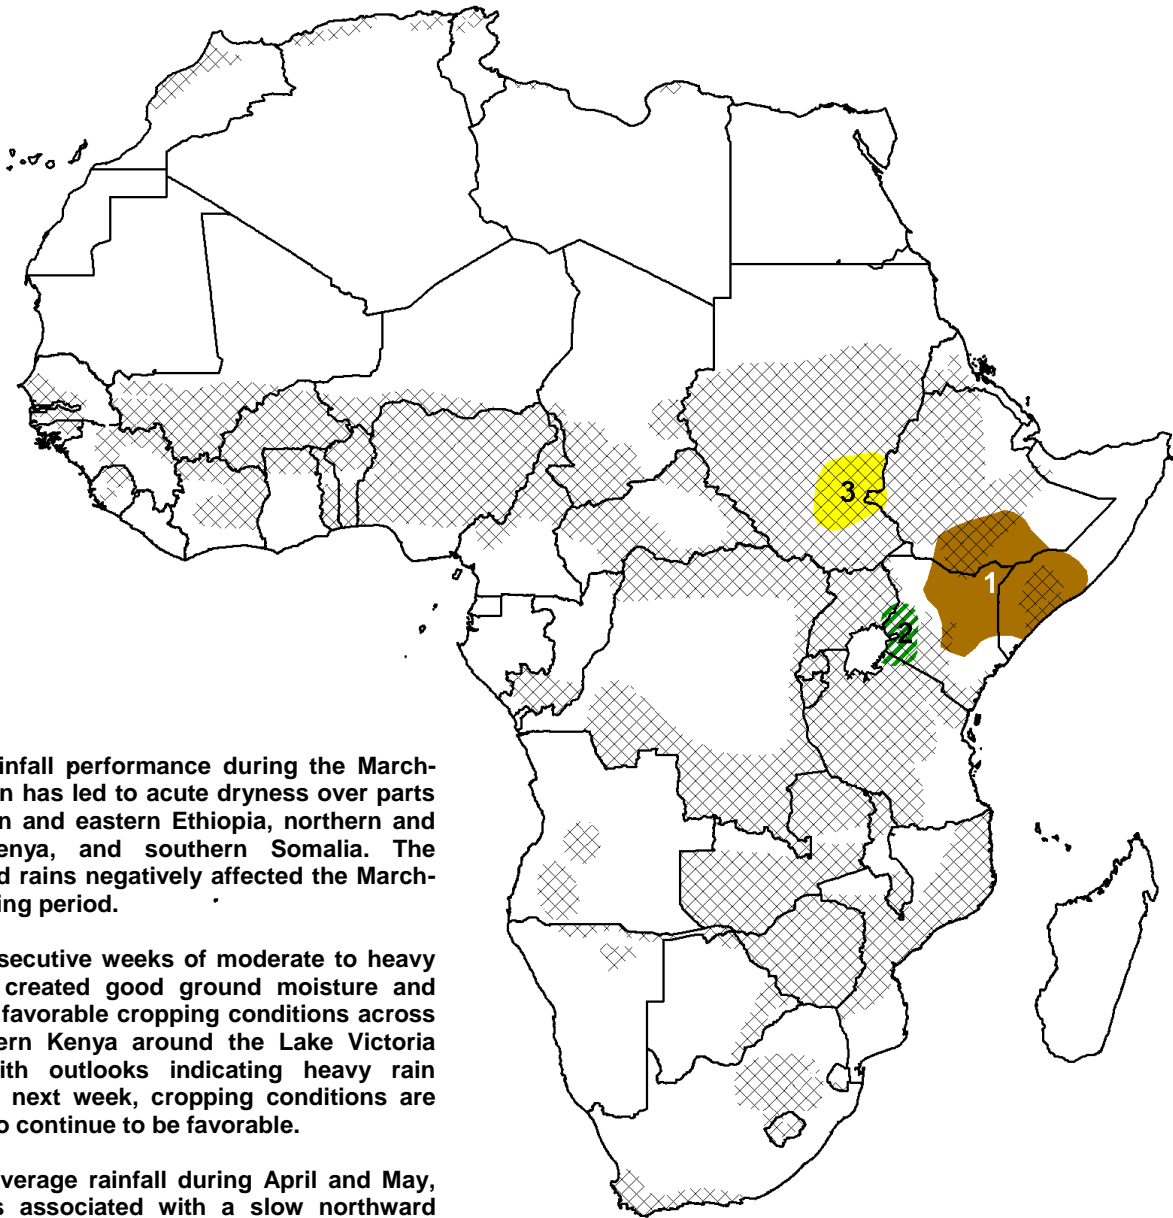 3
1
2
infall performance during the March-
n has led to acute dryness over parts
n and eastern Ethiopia, northern and
enya, and southern Somalia. The
d rains negatively affected the March-
ing period.
secutive weeks of moderate to heavy
created good ground moisture and
favorable cropping conditions across
ern Kenya around the Lake Victoria
ith outlooks indicating heavy rain
next week, cropping conditions are
o continue to be favorable.
verage rainfall during April and May,
s associated with a slow northward